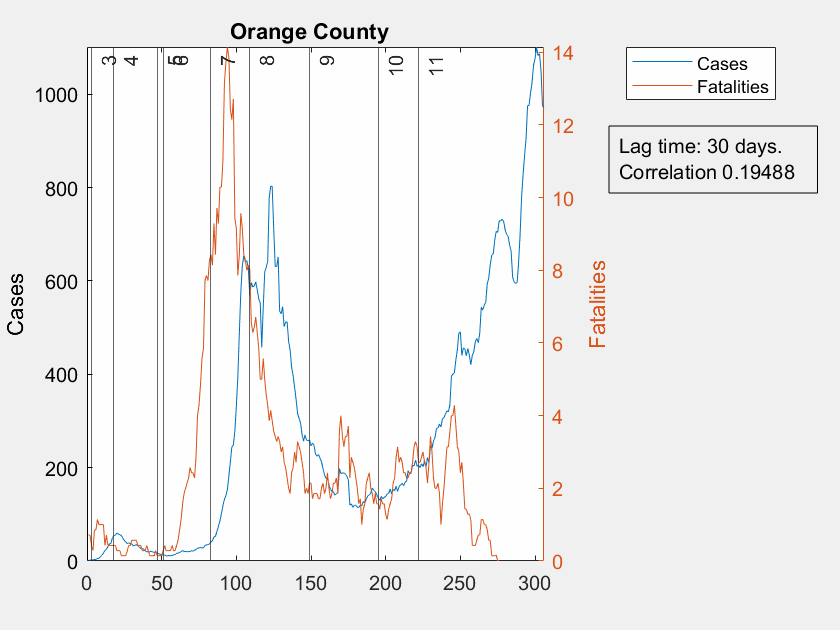 Orange County
3
4
5
6
7
8
9
10
11
Cases
Fatalities
Lag time: 30 days.
Correlation 0.19488
1000
800
600
400
200
0
Cases
14
12
10
8
6
4
2
0
Fatalities
0 50 100 150 200 250 300